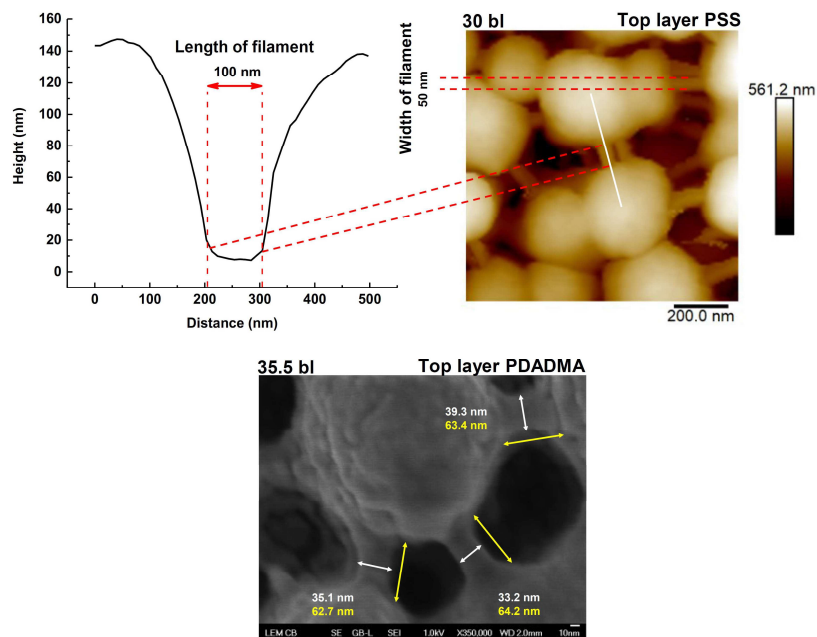 160
140
120
100
80
60
40
20
0
Height (nm)
0 100 200 300 400 500
Distance (nm)
Length of filament
100 nm
30 bl Top layer PSS
Width of filament
50 nm
561.2 nm
200.0 nm
35.5 bl Top layer PDADMA
39.3 nm
63.4 nm
35.1 nm
62.7 nm
33.2 nm
64.2 nm
LEM CB SE GB-L SEI 1.0kV X350,000 WD 2.0mm 10nm